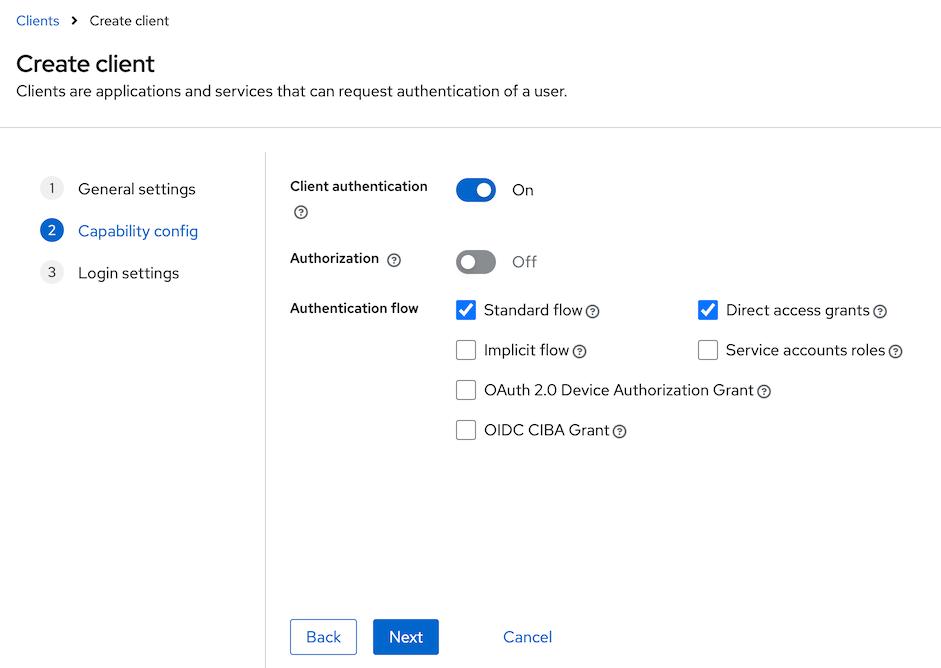 Clients > Create client
Create client
Clients are applications and services that can request authentication of a user.
1 General settings
2 Capability config
3 Login settings
Client authentication
On
Authorization
Off
Authentication flow
Standard flow
Direct access grants
Implicit flow
Service accounts roles
OAuth 2.0 Device Authorization Grant
OIDC CIBA Grant
Back
Next
Cancel